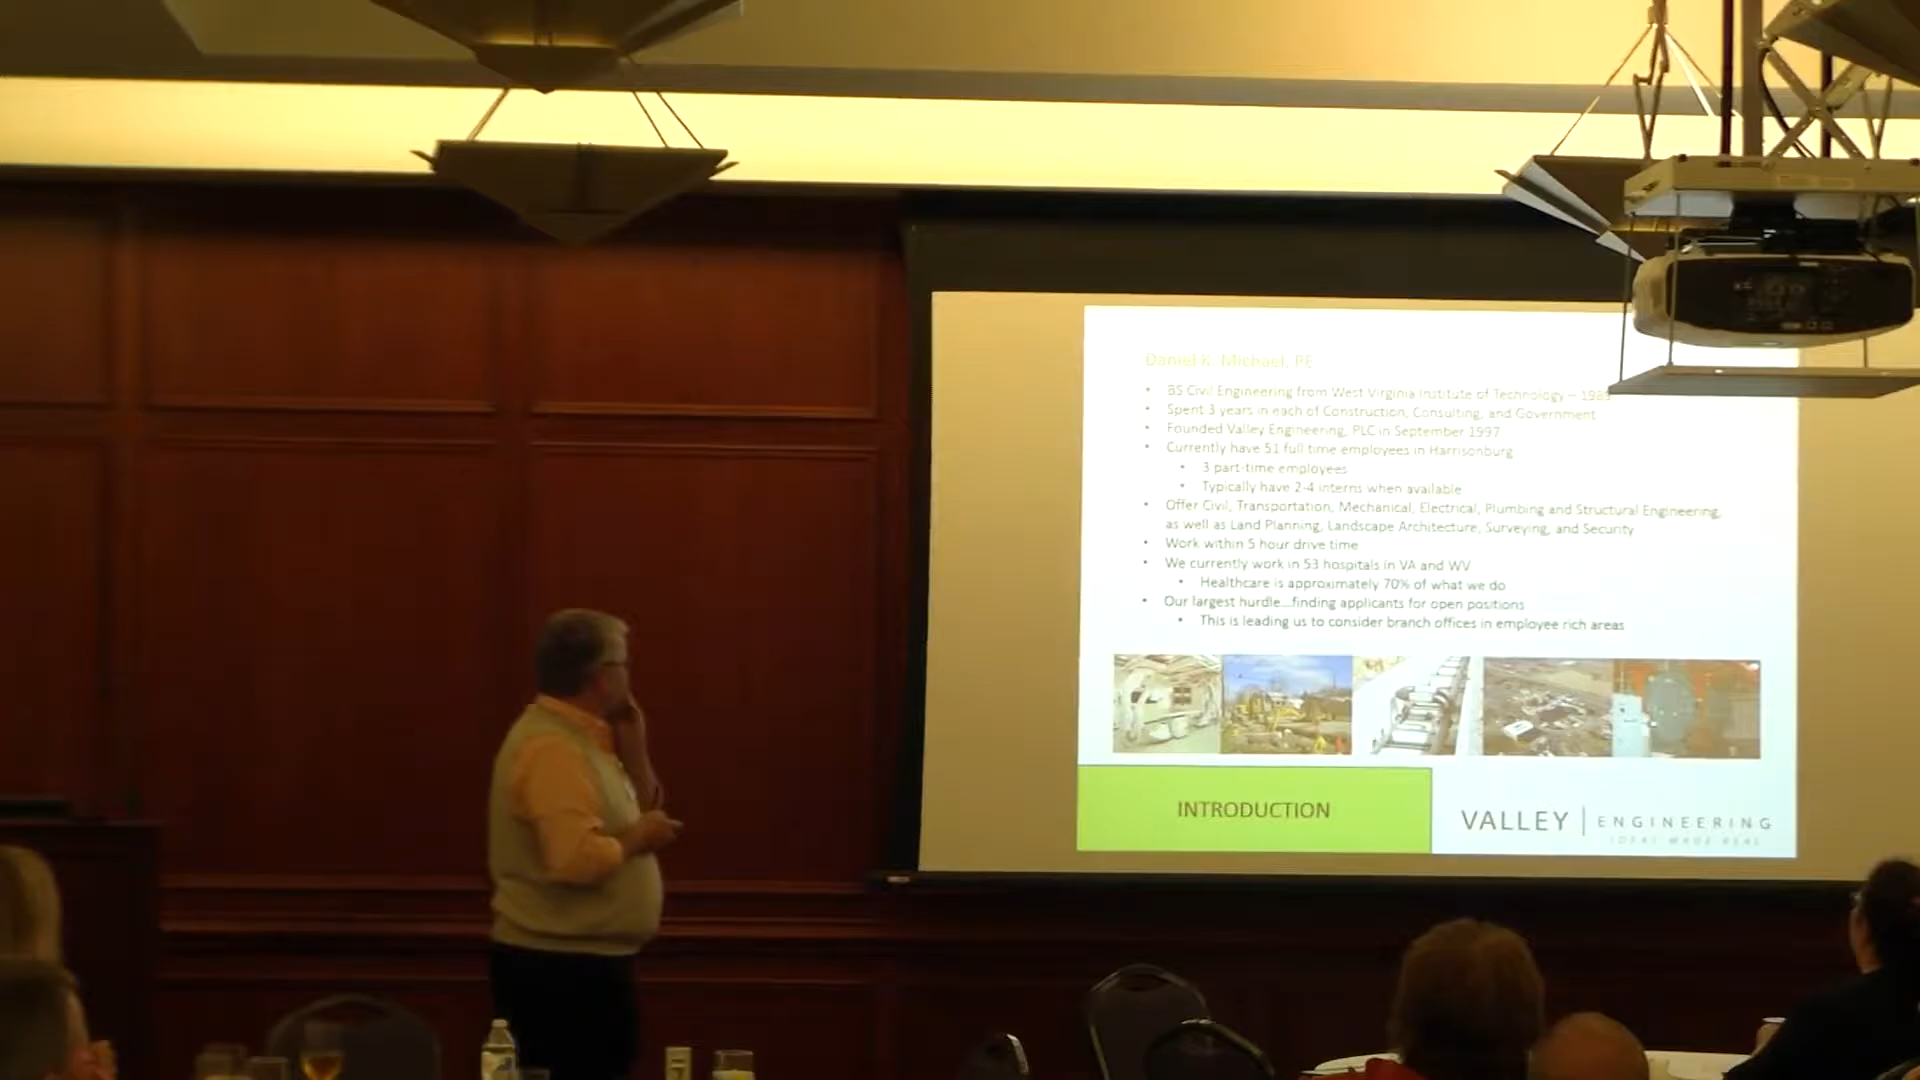 Daniel K. Michael, PE
• BS Civil Engineering from West Virginia Institute of Technology – 1989
• Spent 3 years in each of Construction, Consulting, and Government
• Founded Valley Engineering, PLC in September 1997
• Currently have 51 full time employees in Harrisonburg
• 3 part-time employees
• Typically have 2-4 interns when available
• Offer Civil, Transportation, Mechanical, Electrical, Plumbing and Structural Engineering,
as well as Land Planning, Landscape Architecture, Surveying, and Security
• Work within 5 hour drive time
• We currently work in 53 hospitals in VA and WV
• Healthcare is approximately 70% of what we do
• Our largest hurdle...finding applicants for open positions
• This is leading us to consider branch offices in employee rich areas
INTRODUCTION
VALLEY | ENGINEERING
IDEAS MADE REAL